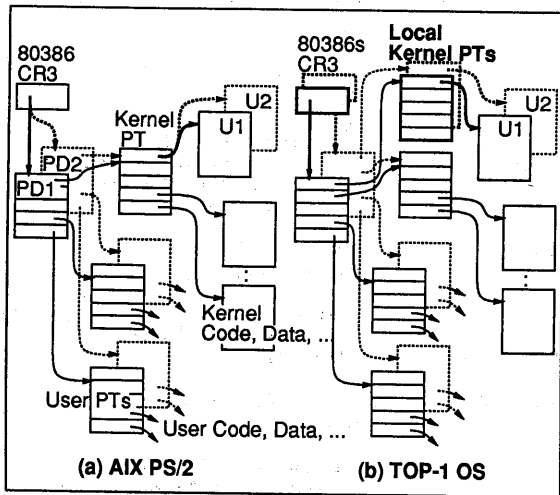 80386
CR3
PD2
PD1
Kernel
PT
U2
U1
Kernel
Code, Data, ...
User PTs
User Code, Data, ...
(a) AIX PS/2
80386s
CR3
Local
Kernel PTs
U2
U1
(b) TOP-1 OS